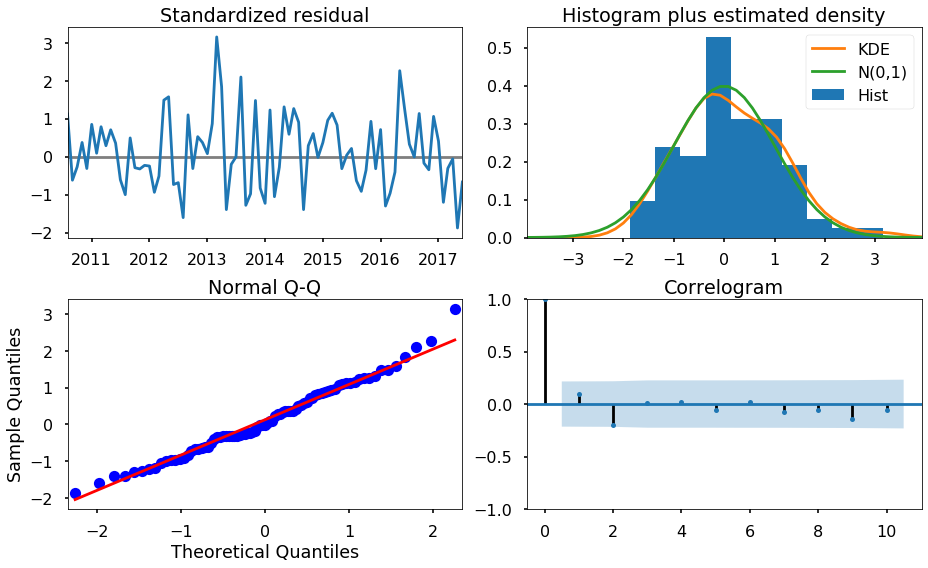 Standardized residual
3
2
1
0
−1
−2
2011 2012 2013 2014 2015 2016 2017
Histogram plus estimated density
0.5
0.4
0.3
0.2
0.1
0.0
KDE
N(0,1)
Hist
−3 −2 −1 0 1 2 3
Normal Q-Q
Sample Quantiles
3
2
1
0
−1
−2
−2 −1 0 1 2
Theoretical Quantiles
Correlogram
1.0
0.5
0.0
−0.5
−1.0
0 2 4 6 8 10